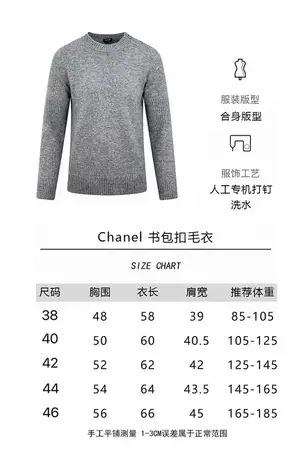 服装版型
合身版型
服饰工艺
人工专机打钉
洗水
Chanel 书包扣毛衣
SIZE CHART
尺码 胸围 衣长 肩宽 推荐体重
38 48 58 39 85-105
40 50 60 40.5 105-125
42 52 62 42 125-145
44 54 64 43.5 145-165
46 56 66 45 165-185
手工平铺测量 1-3CM误差属于正常范围